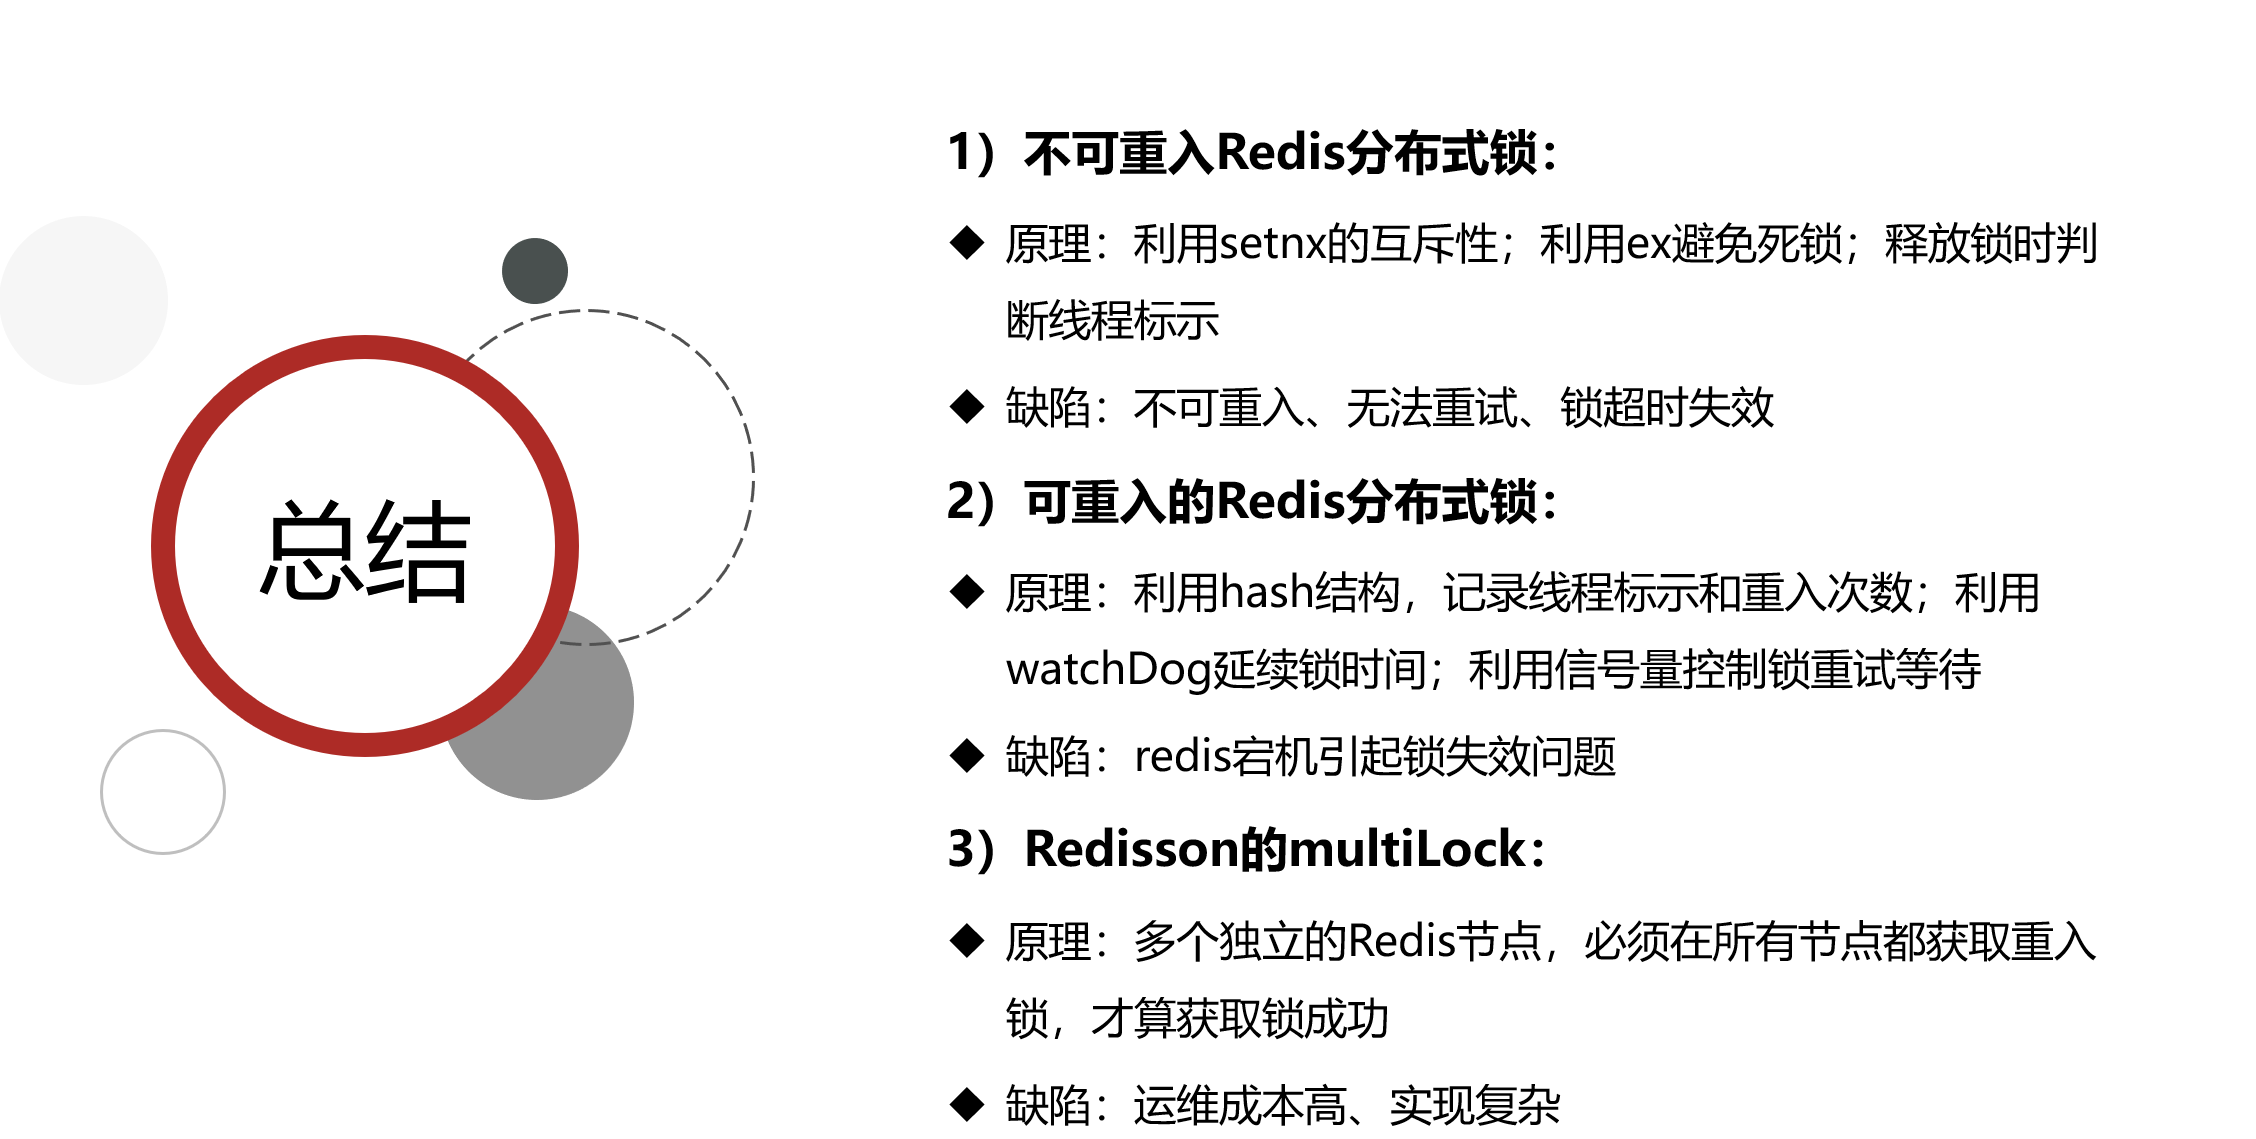 总结
1）不可重入Redis分布式锁：
◆ 原理：利用setnx的互斥性；利用ex避免死锁；释放锁时判
断线程标示
◆ 缺陷：不可重入、无法重试、锁超时失效
2）可重入的Redis分布式锁：
◆ 原理：利用hash结构，记录线程标示和重入次数；利用
watchDog延续锁时间；利用信号量控制锁重试等待
◆ 缺陷：redis宕机引起锁失效问题
3）Redisson的multiLock：
◆ 原理：多个独立的Redis节点，必须在所有节点都获取重入
锁，才算获取锁成功
◆ 缺陷：运维成本高、实现复杂